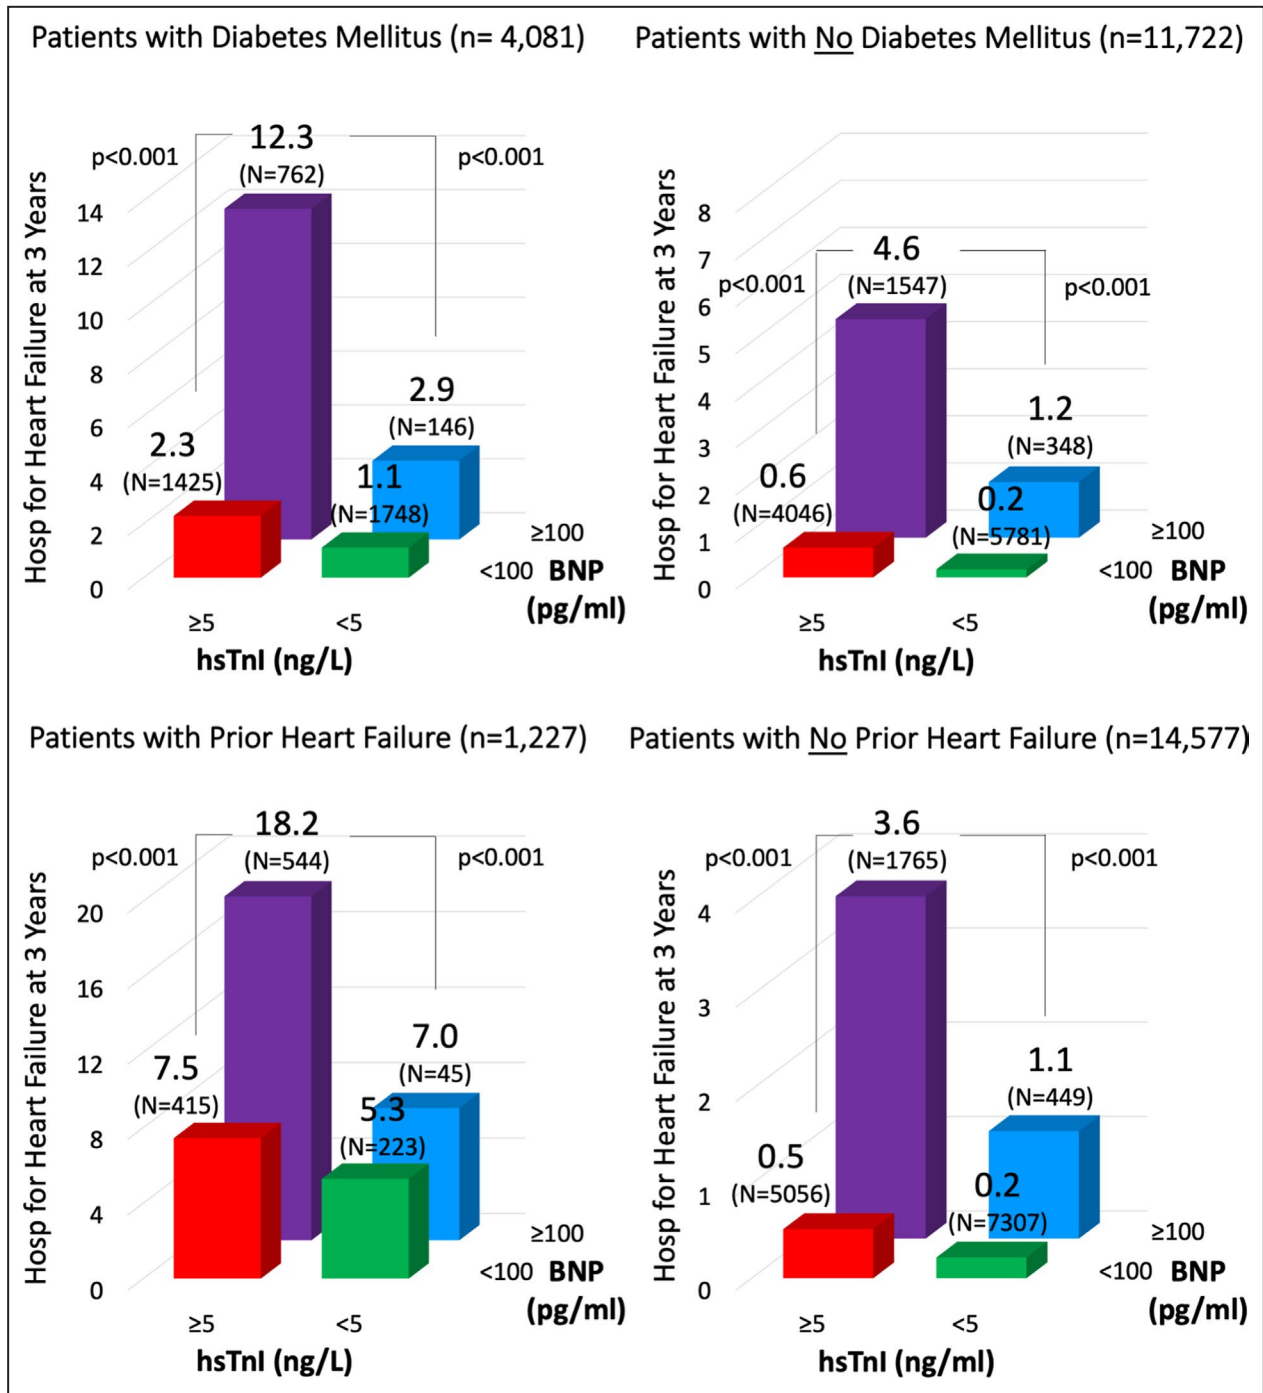 Patients with Diabetes Mellitus (n= 4,081)
p<0.001
12.3
(N=762)
p<0.001
Hosp for Heart Failure at 3 Years
14
12
10
8
6
4
2
0
2.3
(N=1425)
2.9
(N=146)
1.1
(N=1748)
≥100
<100 BNP
(pg/ml)
≥5
<5
hsTnI (ng/L)
Patients with No Diabetes Mellitus (n=11,722)
p<0.001
4.6
(N=1547)
p<0.001
Hosp for Heart Failure at 3 Years
8
7
6
5
4
3
2
1
0
0.6
(N=4046)
1.2
(N=348)
0.2
(N=5781)
≥100
<100 BNP
(pg/ml)
≥5
<5
hsTnI (ng/L)
Patients with Prior Heart Failure (n=1,227)
p<0.001
18.2
(N=544)
p<0.001
Hosp for Heart Failure at 3 Years
20
16
12
8
4
0
7.5
(N=415)
7.0
(N=45)
5.3
(N=223)
≥100
<100 BNP
(pg/ml)
≥5
<5
hsTnI (ng/L)
Patients with No Prior Heart Failure (n=14,577)
p<0.001
3.6
(N=1765)
p<0.001
Hosp for Heart Failure at 3 Years
4
3
2
1
0
0.5
(N=5056)
1.1
(N=449)
0.2
(N=7307)
≥100
<100 BNP
(pg/ml)
≥5
<5
hsTnI (ng/ml)